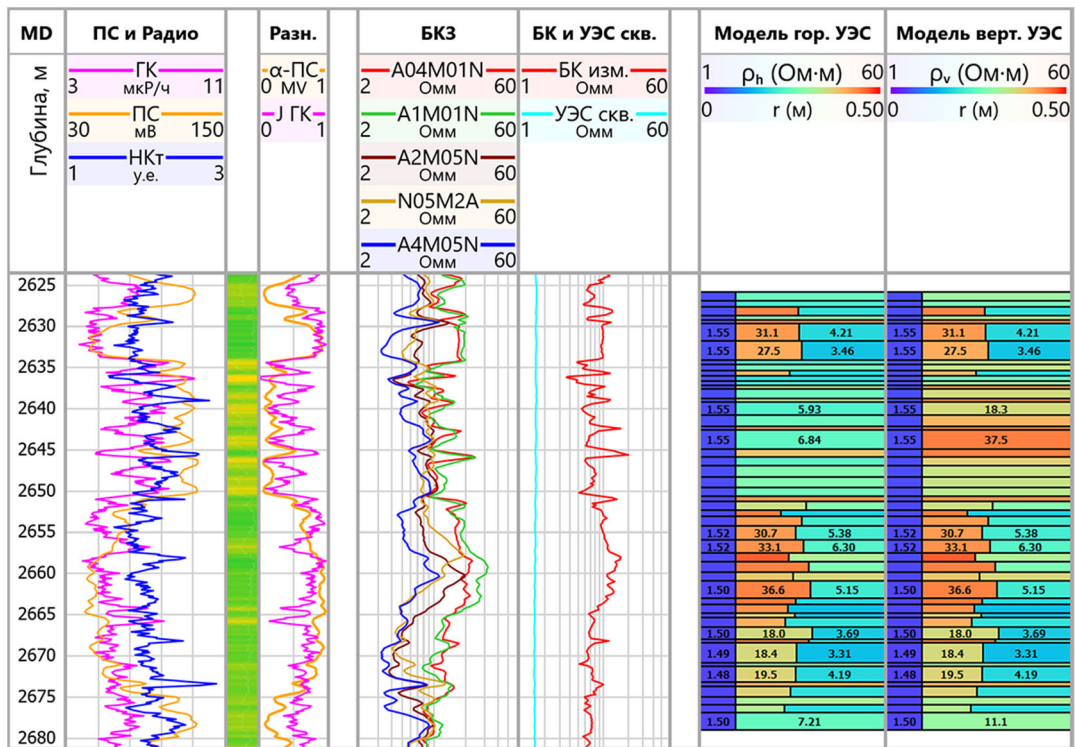 MD ПС и Радио Разн. БКЗ БК и УЭС скв. Модель гор. УЭС Модель верт. УЭС
Глубина, м
ГК
3 мкР/ч 11
ПС
30 мВ 150
НКт
1 у.е. 3
α-ПС
0 MV 1
J ГК
0 1
A04M01N
2 Омм 60
A1M01N
2 Омм 60
A2M05N
2 Омм 60
N05M2A
2 Омм 60
A4M05N
2 Омм 60
БК изм.
1 Омм 60
УЭС скв.
1 Омм 60
1 ρh (Ом·м) 60
0 r (м) 0.50
1 ρv (Ом·м) 60
0 r (м) 0.50
2625
2630
2635
2640
2645
2650
2655
2660
2665
2670
2675
2680
1.55 31.1 4.21 1.55 31.1 4.21
1.55 27.5 3.46 1.55 27.5 3.46
1.55 5.93 1.55 18.3
1.55 6.84 1.55 37.5
1.52 30.7 5.38 1.52 30.7 5.38
1.52 33.1 6.30 1.52 33.1 6.30
1.50 36.6 5.15 1.50 36.6 5.15
1.50 18.0 3.69 1.50 18.0 3.69
1.49 18.4 3.31 1.49 18.4 3.31
1.48 19.5 4.19 1.48 19.5 4.19
1.50 7.21 1.50 11.1